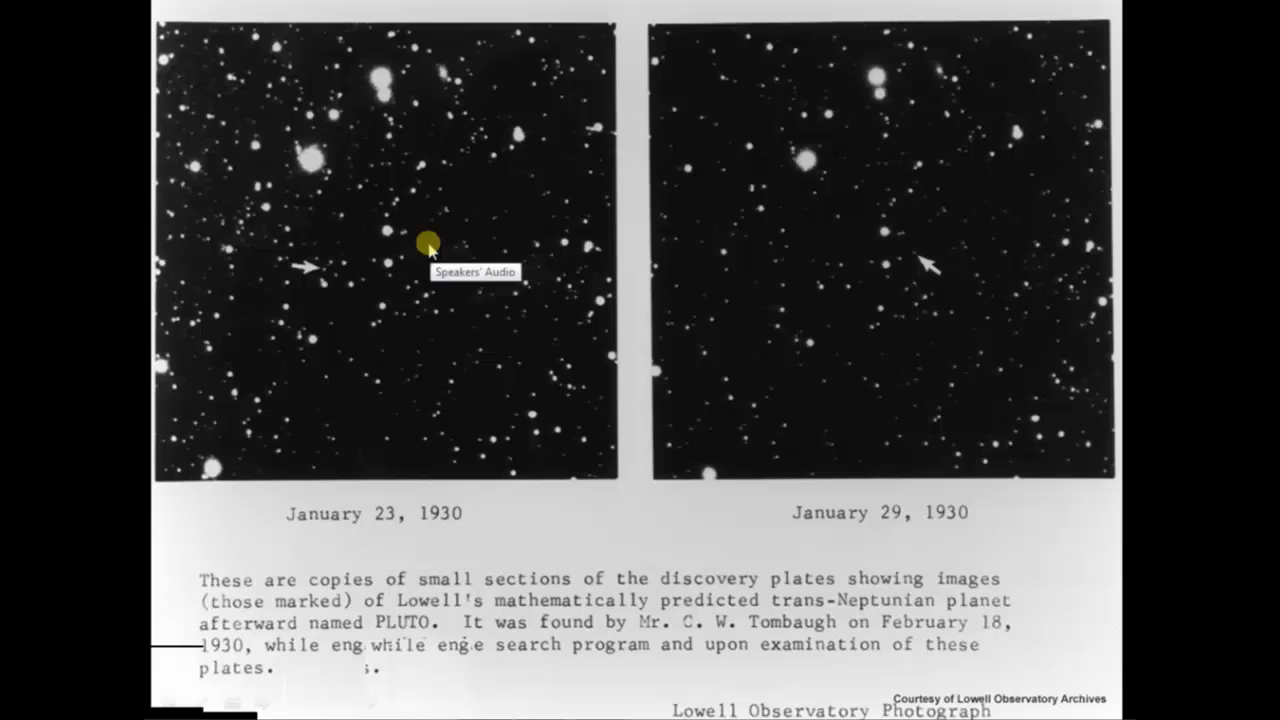 Speakers' Audio
January 23, 1930
January 29, 1930
These are copies of small sections of the discovery plates showing images
(those marked) of Lowell's mathematically predicted trans-Neptunian planet
afterward named PLUTO. It was found by Mr. C. W. Tombaugh on February 18,
1930, while eng while enge search program and upon examination of these
plates. s.
Courtesy of Lowell Observatory Archives
Lowell Observatory Photograph